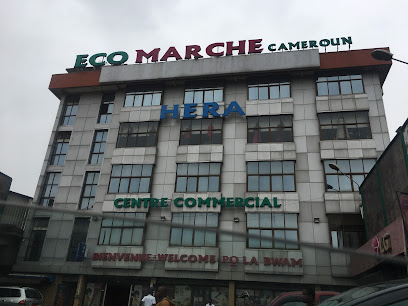 ECO MARCHE CAMEROUN
HERA
CENTRE COMMERCIAL
BIENVENUE-WELCOME-PO LA BWAM